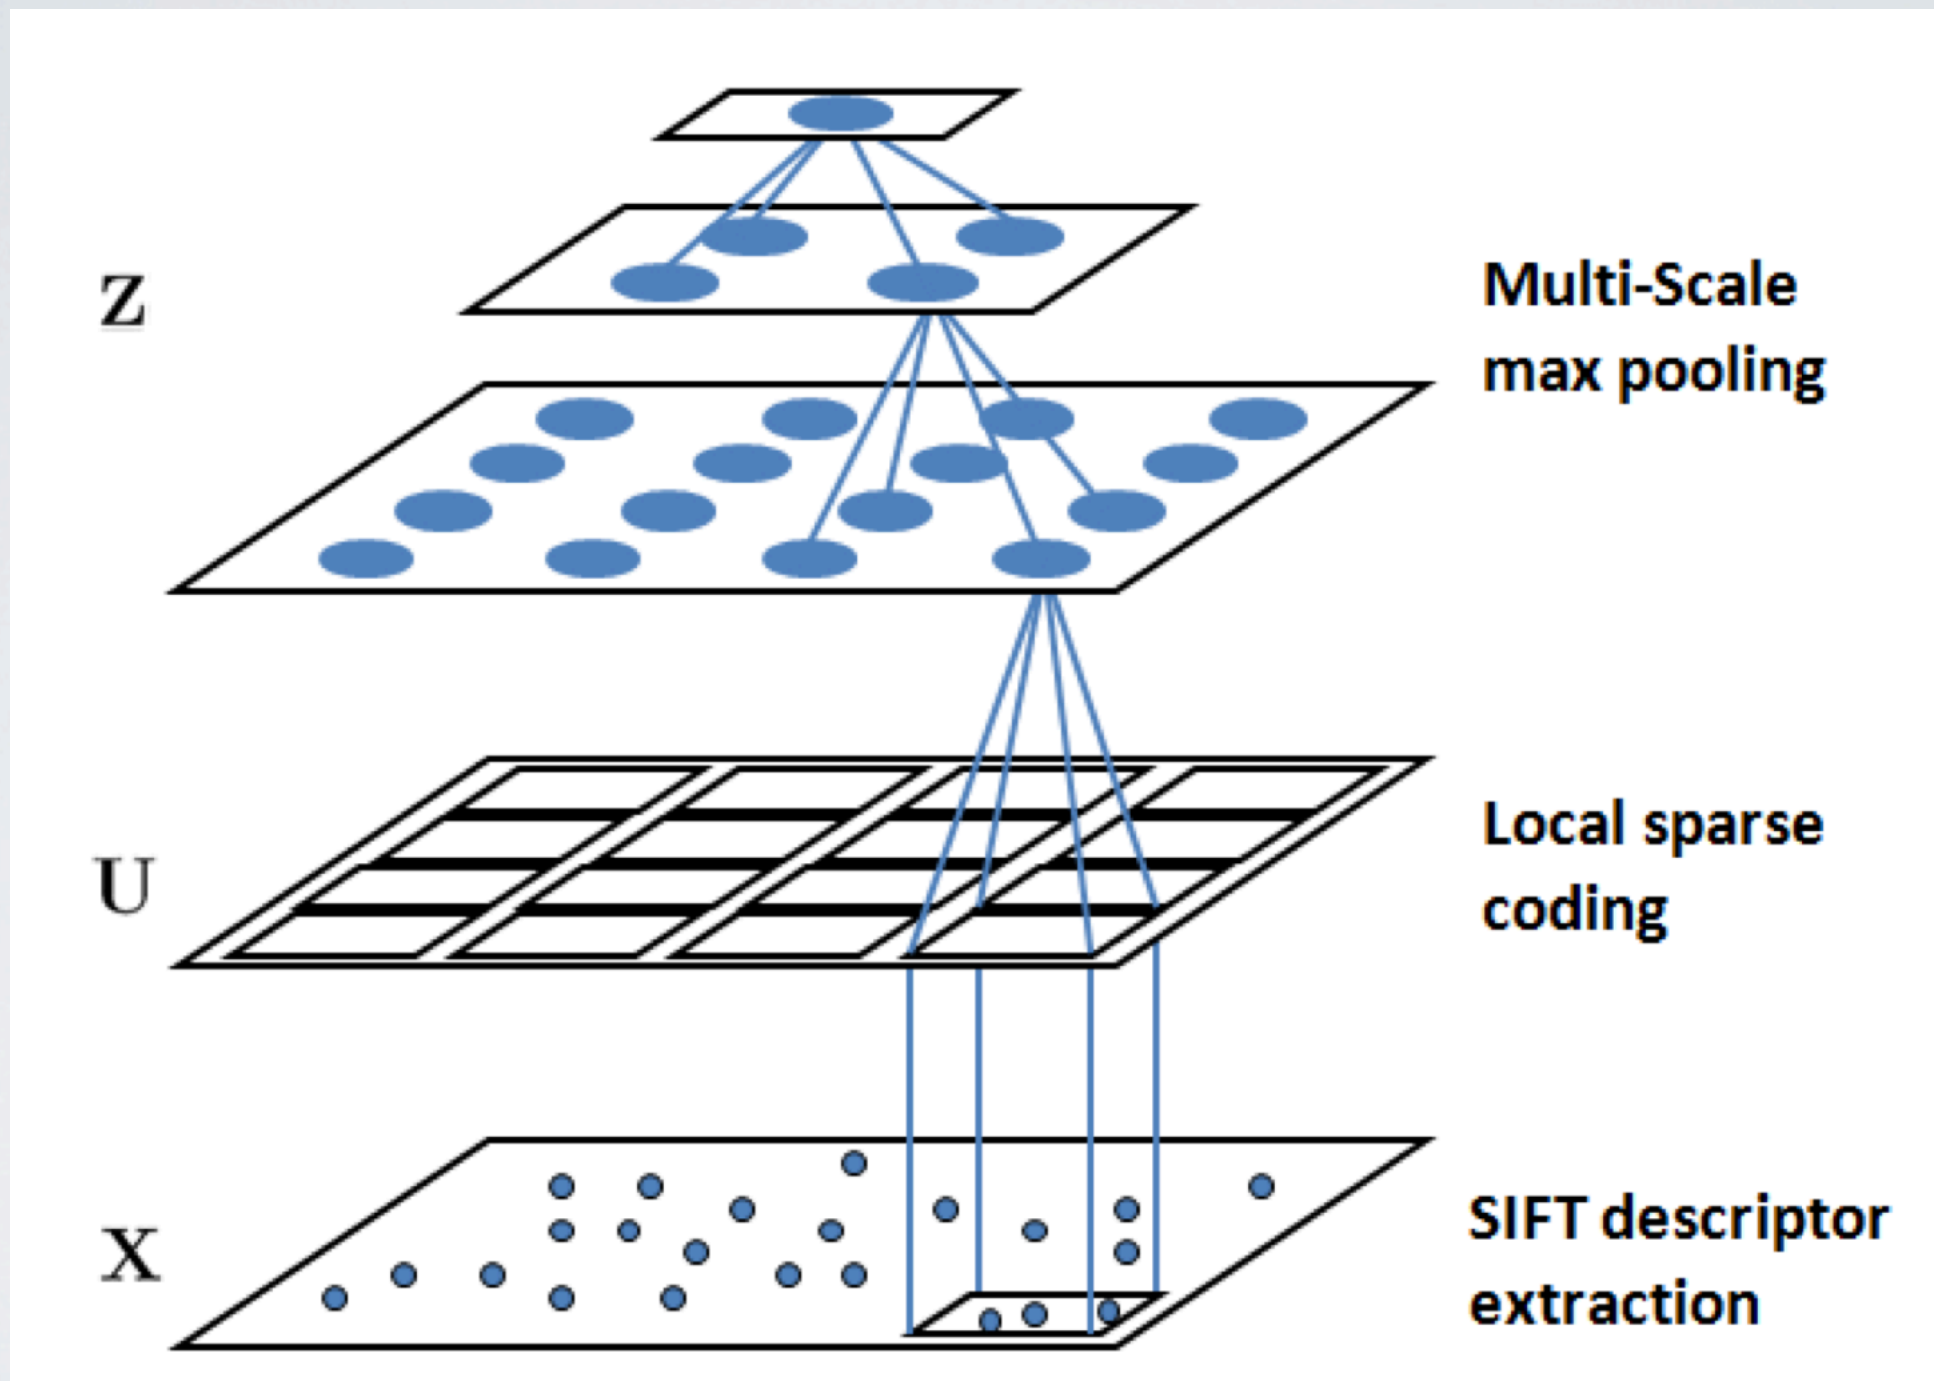 Z
Multi-Scale
max pooling
U
Local sparse
coding
X
SIFT descriptor
extraction